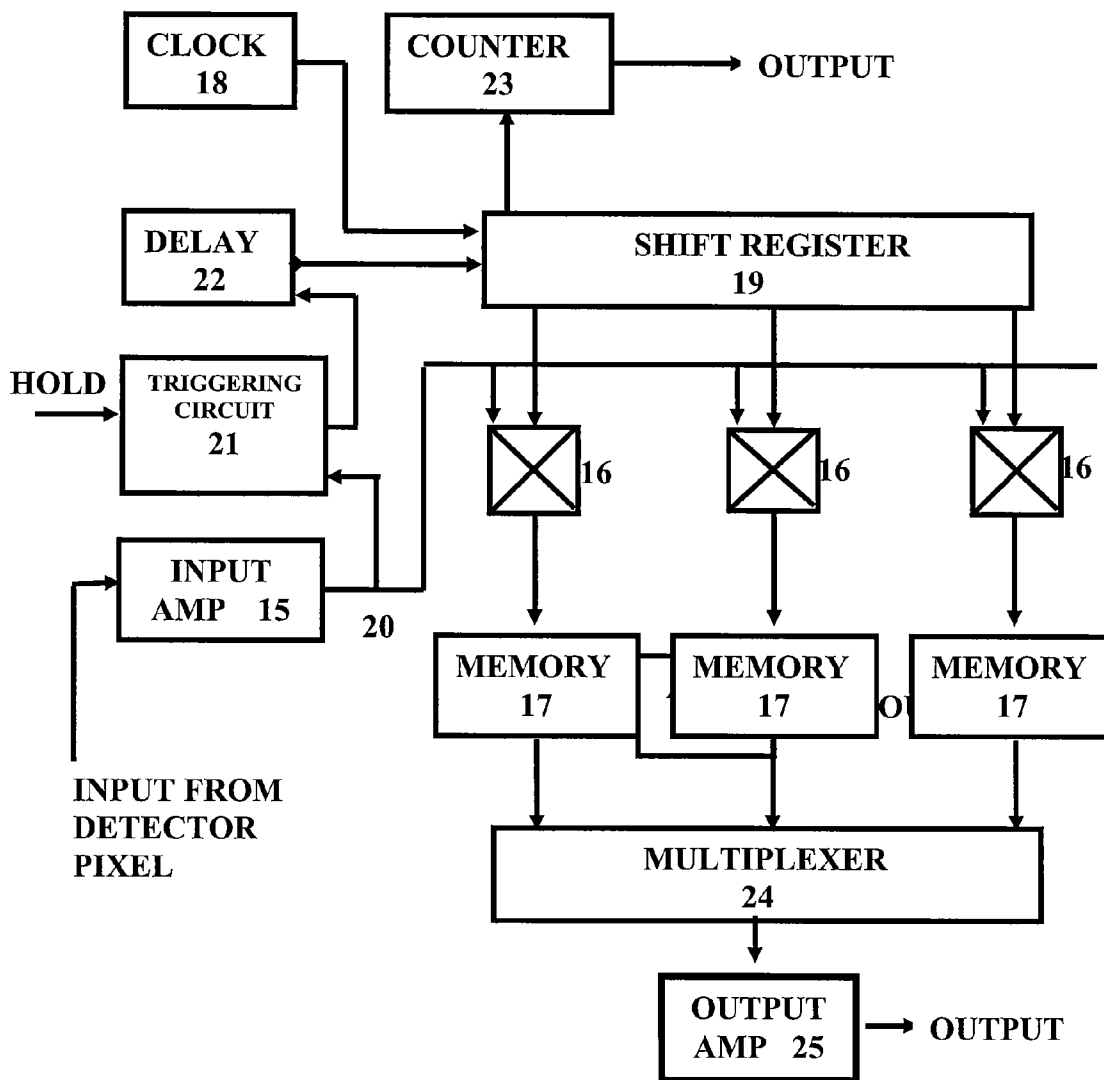 CLOCK
18
COUNTER
23
OUTPUT
DELAY
22
SHIFT REGISTER
19
HOLD
TRIGGERING
CIRCUIT
21
16
16
16
INPUT
AMP 15
20
MEMORY
17
MEMORY
17
MEMORY
17
INPUT FROM
DETECTOR
PIXEL
MULTIPLEXER
24
OUTPUT
AMP 25
OUTPUT